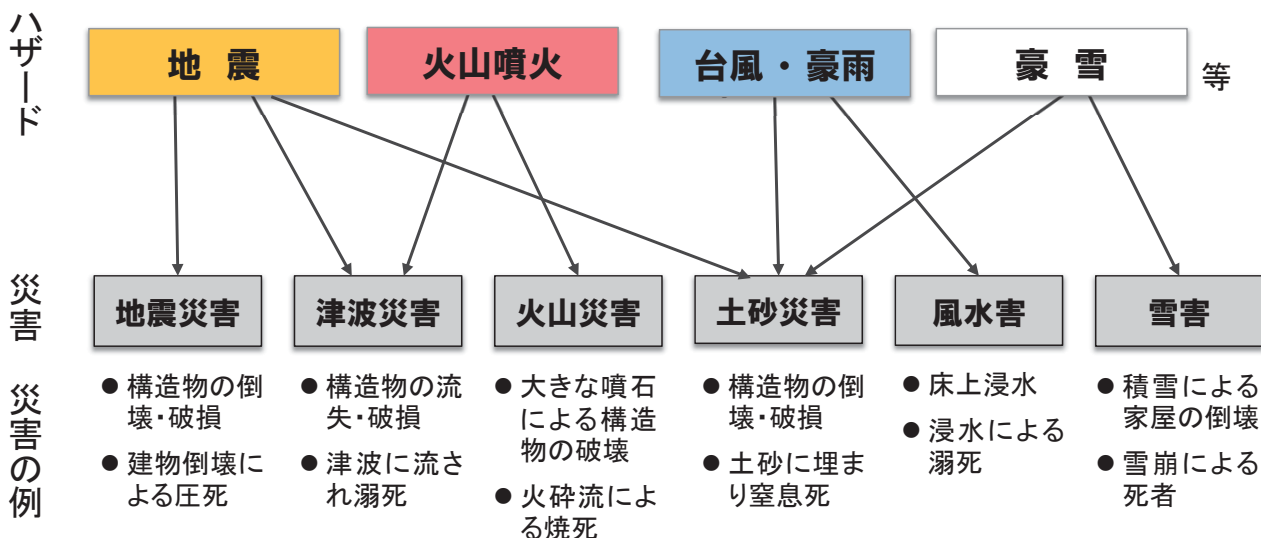 ハザード
地 震
火山噴火
台風・豪雨
豪 雪
等
災害
地震災害
津波災害
火山災害
土砂災害
風水害
雪害
災害の例
● 構造物の倒
壊・破損
● 建物倒壊に
よる圧死
● 構造物の流
失・破損
● 津波に流さ
れ溺死
● 大きな噴石
による構造
物の破壊
● 火砕流によ
る焼死
● 構造物の倒
壊・破損
● 土砂に埋ま
り窒息死
● 床上浸水
● 浸水による
溺死
● 積雪による
家屋の倒壊
● 雪崩による
死者